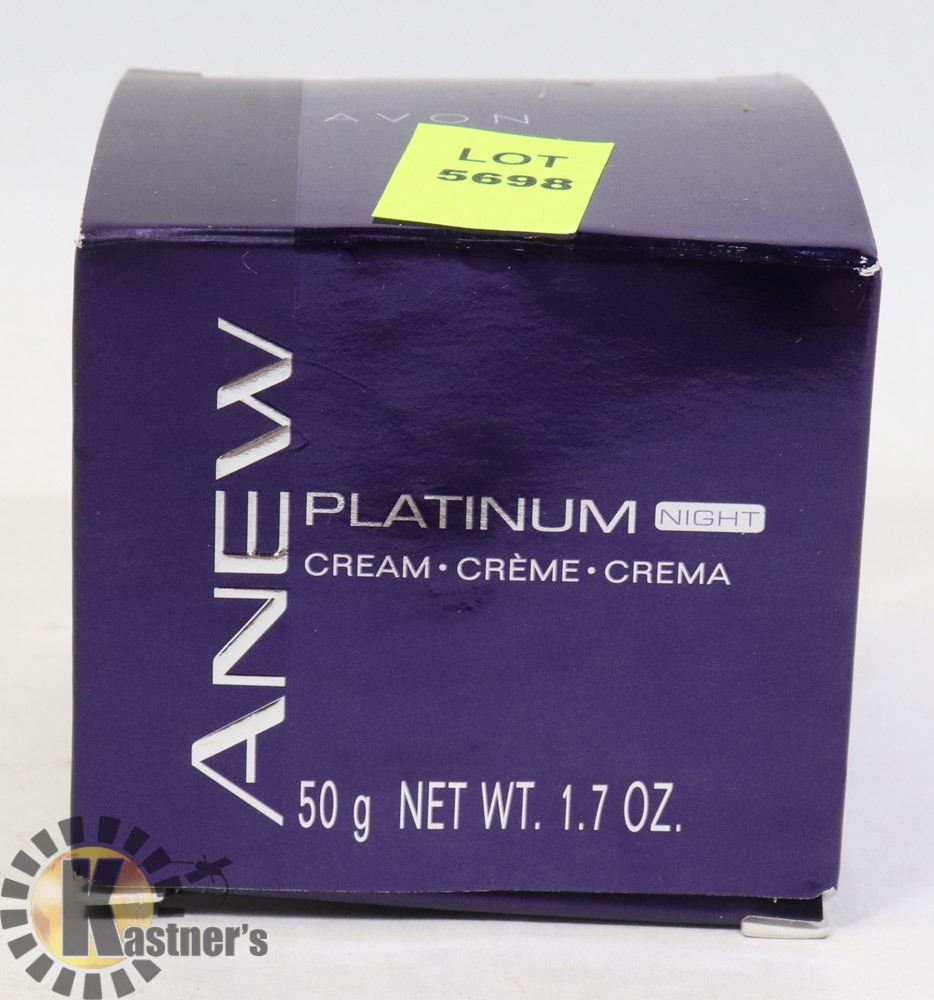 AVON
LOT
5698
ANEW
PLATINUM NIGHT
CREAM • CRÈME • CREMA
50 g NET WT. 1.7 OZ.
Kastner's